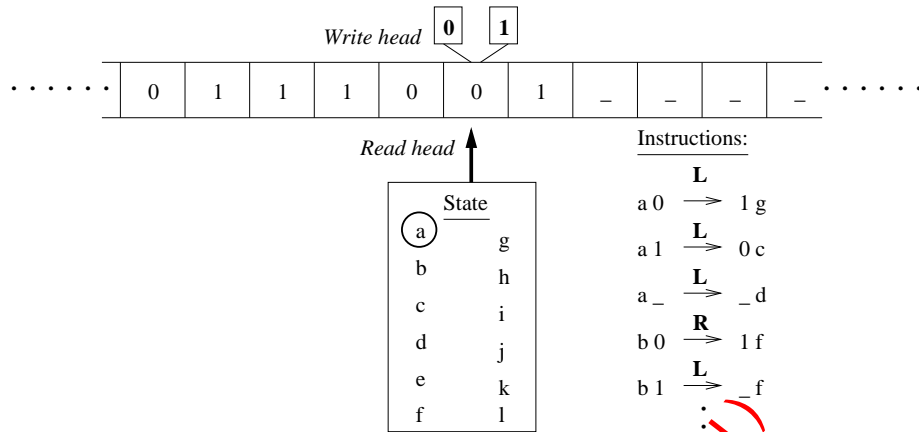 Write head 0 1
. . . . . . 0 1 1 1 0 0 1 _ _ _ _ . . . . . .
Read head
Instructions:
State
L
a 0 → 1 g
L
a 1 → 0 c
L
a _ → _ d
R
b 0 → 1 f
L
b 1 → _ f
:
a
b
c
d
e
f
g
h
i
j
k
l